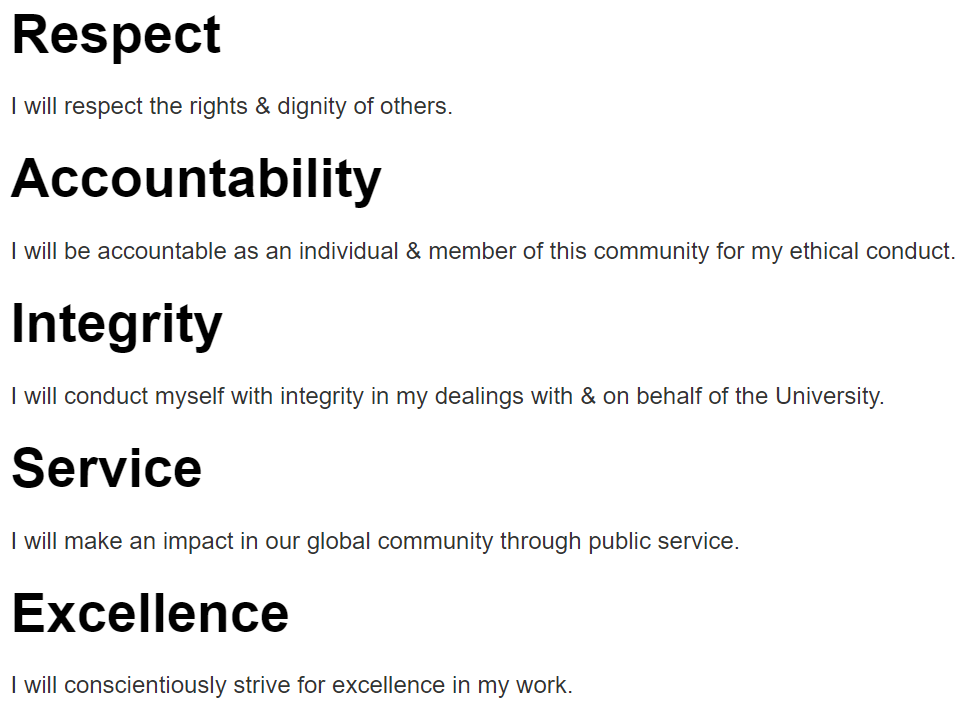 Respect
I will respect the rights & dignity of others.
Accountability
I will be accountable as an individual & member of this community for my ethical conduct.
Integrity
I will conduct myself with integrity in my dealings with & on behalf of the University.
Service
I will make an impact in our global community through public service.
Excellence
I will conscientiously strive for excellence in my work.